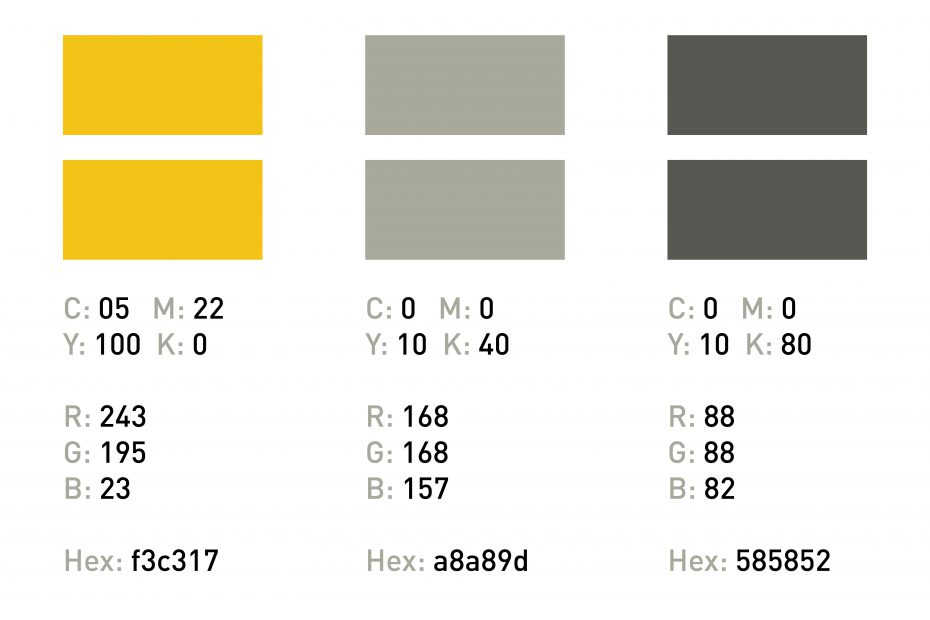 C: 05 M: 22
Y: 100 K: 0
R: 243
G: 195
B: 23
Hex: f3c317
C: 0 M: 0
Y: 10 K: 40
R: 168
G: 168
B: 157
Hex: a8a89d
C: 0 M: 0
Y: 10 K: 80
R: 88
G: 88
B: 82
Hex: 585852